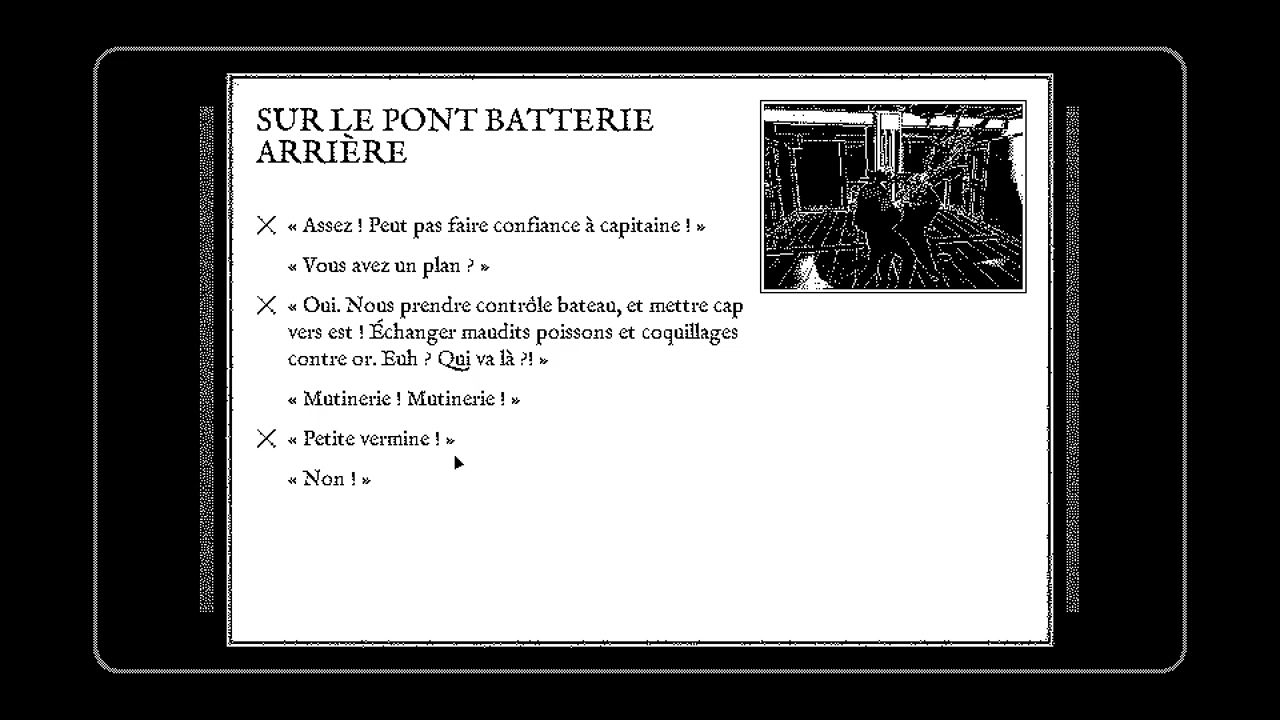 SUR LE PONT BATTERIE
ARRIÈRE
« Assez ! Peut pas faire confiance à capitaine ! »
« Vous avez un plan ? »
« Oui. Nous prendre contrôle bateau, et mettre cap
vers est ! Échanger maudits poissons et coquillages
contre or. Euh ? Qui va là ?! »
« Mutinerie ! Mutinerie ! »
« Petite vermine ! »
« Non ! »